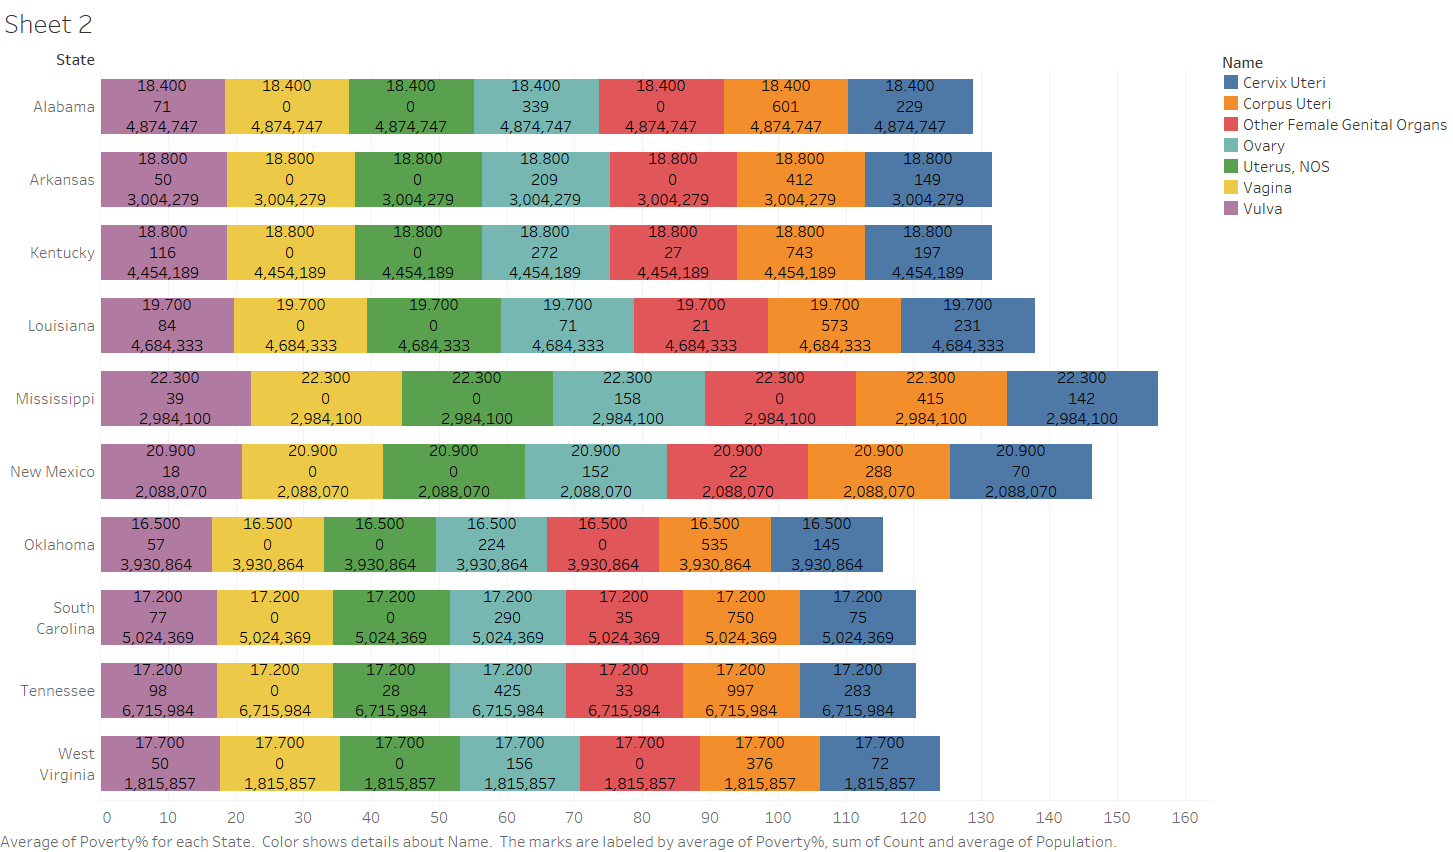 Sheet 2
State
Alabama
18.400 18.400 18.400 18.400 18.400 18.400 18.400
71 0 0 339 0 601 229
4,874,747 4,874,747 4,874,747 4,874,747 4,874,747 4,874,747 4,874,747
Arkansas
18.800 18.800 18.800 18.800 18.800 18.800 18.800
50 0 0 209 0 412 149
3,004,279 3,004,279 3,004,279 3,004,279 3,004,279 3,004,279 3,004,279
Kentucky
18.800 18.800 18.800 18.800 18.800 18.800 18.800
116 0 0 272 27 743 197
4,454,189 4,454,189 4,454,189 4,454,189 4,454,189 4,454,189 4,454,189
Louisiana
19.700 19.700 19.700 19.700 19.700 19.700 19.700
84 0 0 71 21 573 231
4,684,333 4,684,333 4,684,333 4,684,333 4,684,333 4,684,333 4,684,333
Mississippi
22.300 22.300 22.300 22.300 22.300 22.300 22.300
39 0 0 158 0 415 142
2,984,100 2,984,100 2,984,100 2,984,100 2,984,100 2,984,100 2,984,100
New Mexico
20.900 20.900 20.900 20.900 20.900 20.900 20.900
18 0 0 152 22 288 70
2,088,070 2,088,070 2,088,070 2,088,070 2,088,070 2,088,070 2,088,070
Oklahoma
16.500 16.500 16.500 16.500 16.500 16.500 16.500
57 0 0 224 0 535 145
3,930,864 3,930,864 3,930,864 3,930,864 3,930,864 3,930,864 3,930,864
South
Carolina
17.200 17.200 17.200 17.200 17.200 17.200 17.200
77 0 0 290 35 750 75
5,024,369 5,024,369 5,024,369 5,024,369 5,024,369 5,024,369 5,024,369
Tennessee
17.200 17.200 17.200 17.200 17.200 17.200 17.200
98 0 28 425 33 997 283
6,715,984 6,715,984 6,715,984 6,715,984 6,715,984 6,715,984 6,715,984
West
Virginia
17.700 17.700 17.700 17.700 17.700 17.700 17.700
50 0 0 156 0 376 72
1,815,857 1,815,857 1,815,857 1,815,857 1,815,857 1,815,857 1,815,857
0 10 20 30 40 50 60 70 80 90 100 110 120 130 140 150 160
Average of Poverty% for each State. Color shows details about Name. The marks are labeled by average of Poverty%, sum of Count and average of Population.
Name
Cervix Uteri
Corpus Uteri
Other Female Genital Organs
Ovary
Uterus, NOS
Vagina
Vulva